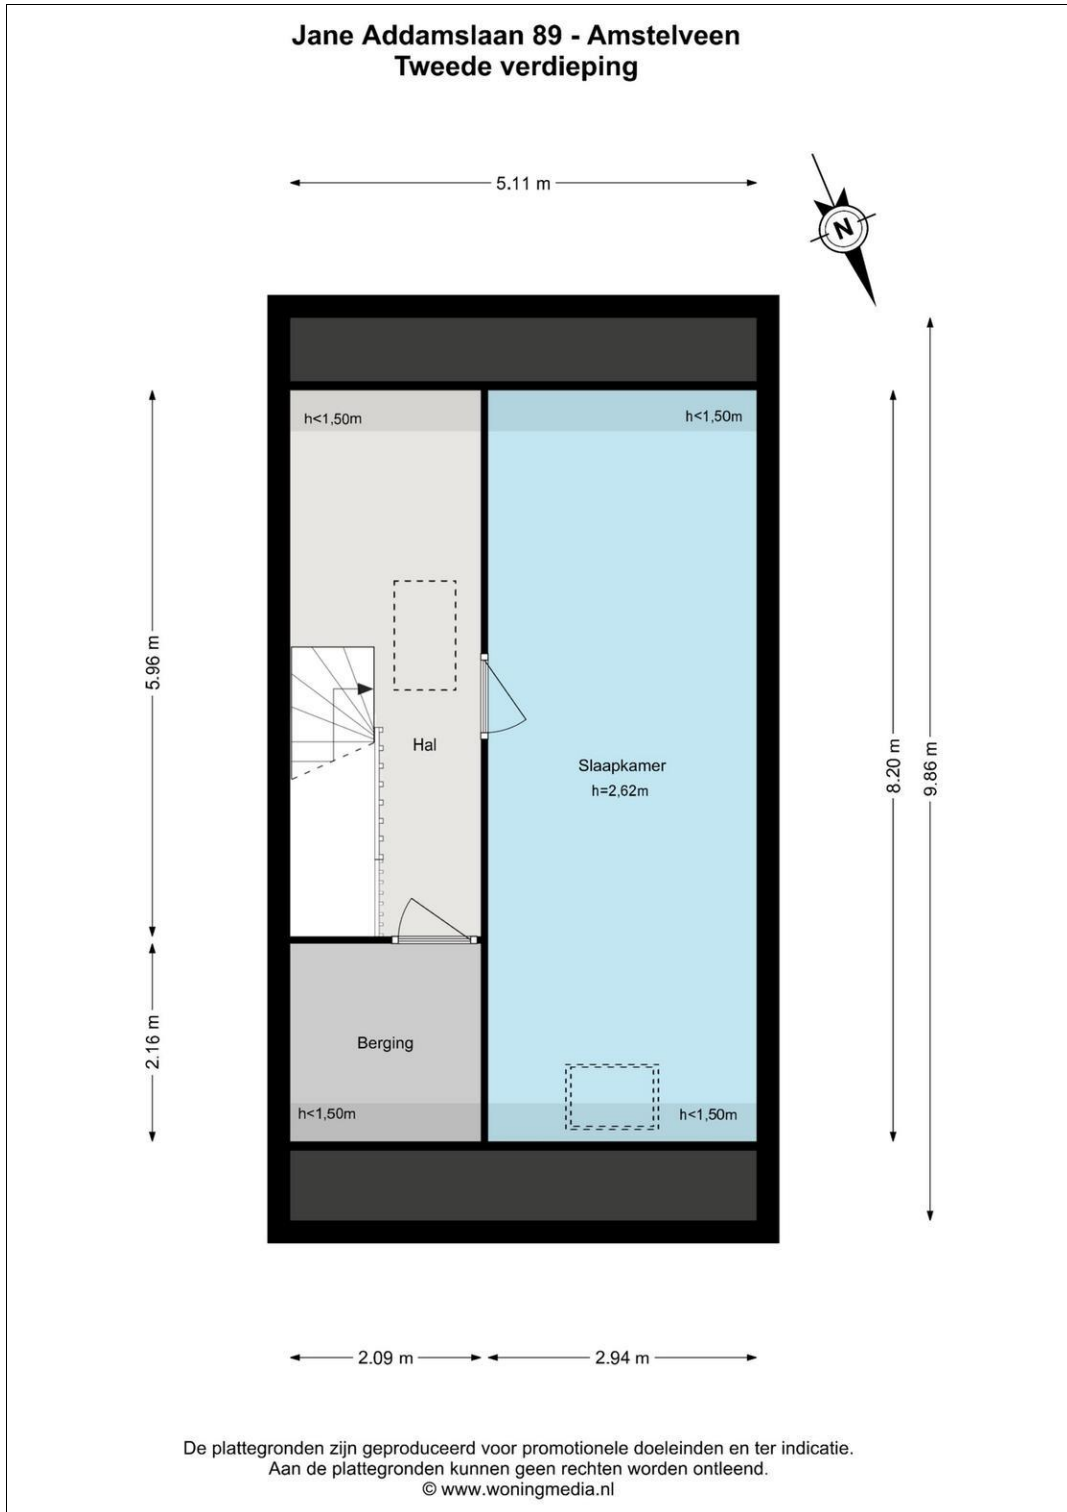 Jane Addamslaan 89 - Amstelveen
Tweede verdieping
5.11 m
N
h<1,50m
h<1,50m
5.96 m
Hal
Slaapkamer
h=2,62m
8.20 m
9.86 m
2.16 m
Berging
h<1,50m
h<1,50m
2.09 m
2.94 m
De plattegronden zijn geproduceerd voor promotionele doeleinden en ter indicatie.
Aan de plattegronden kunnen geen rechten worden ontleend.
© www.woningmedia.nl